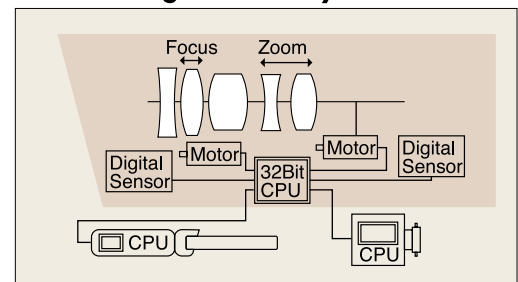 Focus
Zoom
Motor
Motor
Digital
Sensor
Digital
Sensor
32Bit
CPU
CPU
CPU